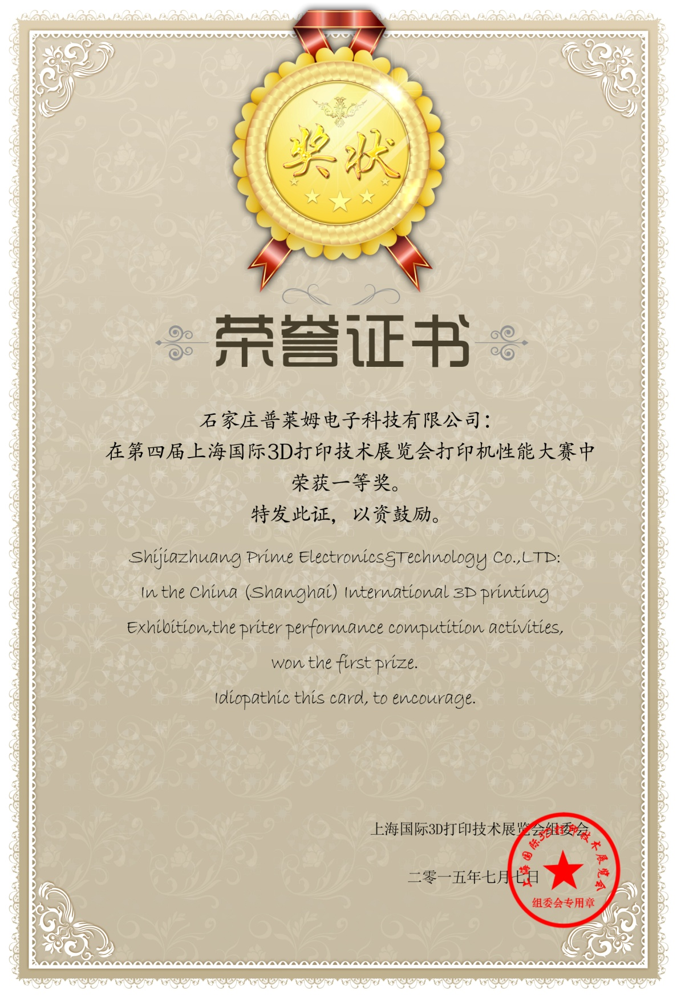 奖状
荣誉证书
石家庄普莱姆电子科技有限公司：
在第四届上海国际3D打印技术展览会打印机性能大赛中
荣获一等奖。
特发此证，以资鼓励。
Shijiazhuang Prime Electronics&Technology Co.,LTD:
In the China (Shanghai) International 3D printing
Exhibition,the priter performance computition activities,
won the first prize.
Idiopathic this card, to encourage.
上海国际3D打印技术展览会组委会
二零一五年七月七日
上海国际3D打印技术展览会
组委会专用章